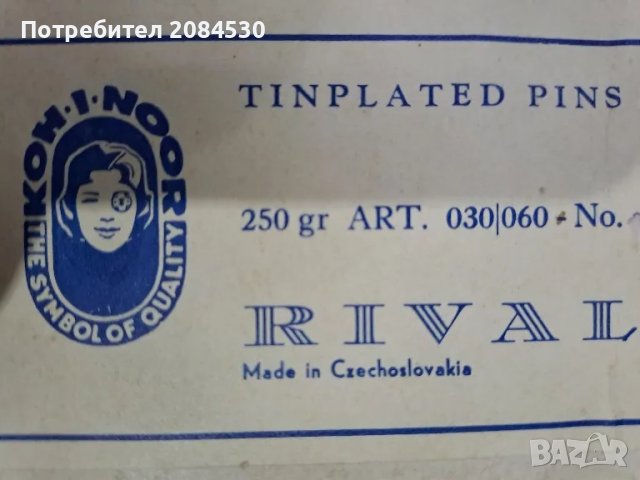 Потребител 2084530
KOH·I·NOOR
THE SYMBOL OF QUALITY
TINPLATED PINS
250 gr ART. 030|060 - No.
RIVAL
Made in Czechoslovakia
BAZAR